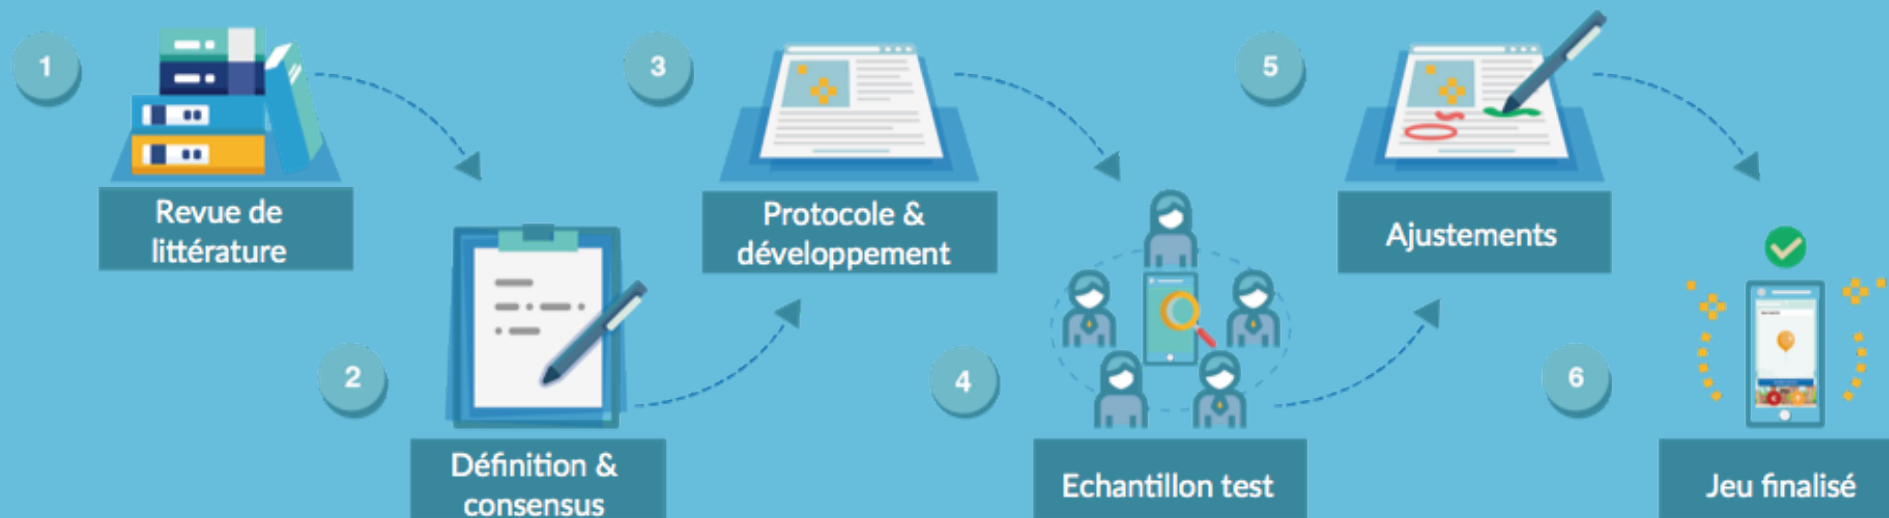 1
Revue de
littérature
2
Définition &
consensus
3
Protocole &
développement
4
Echantillon test
5
Ajustements
6
Jeu finalisé